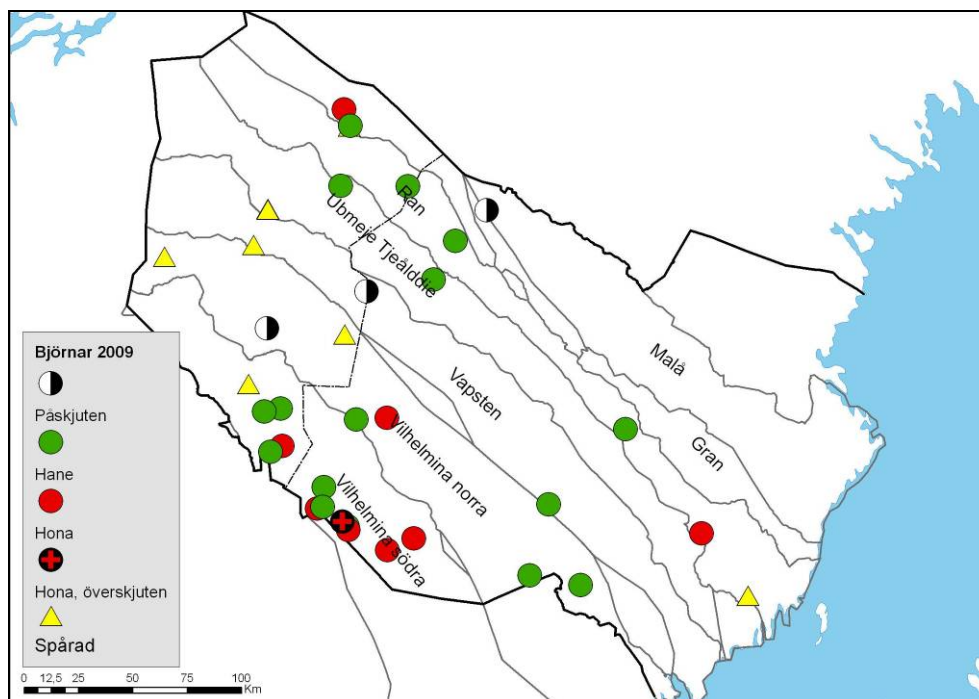 Ran
Ubmeje Tjeålddie
Malå
Vapsten
Gran
Vilhelmina norra
Vilhelmina södra
Björnar 2009
Påskjuten
Hane
Hona
Hona, överskjuten
Spårad
0 12,5 25 50 75 100
Km